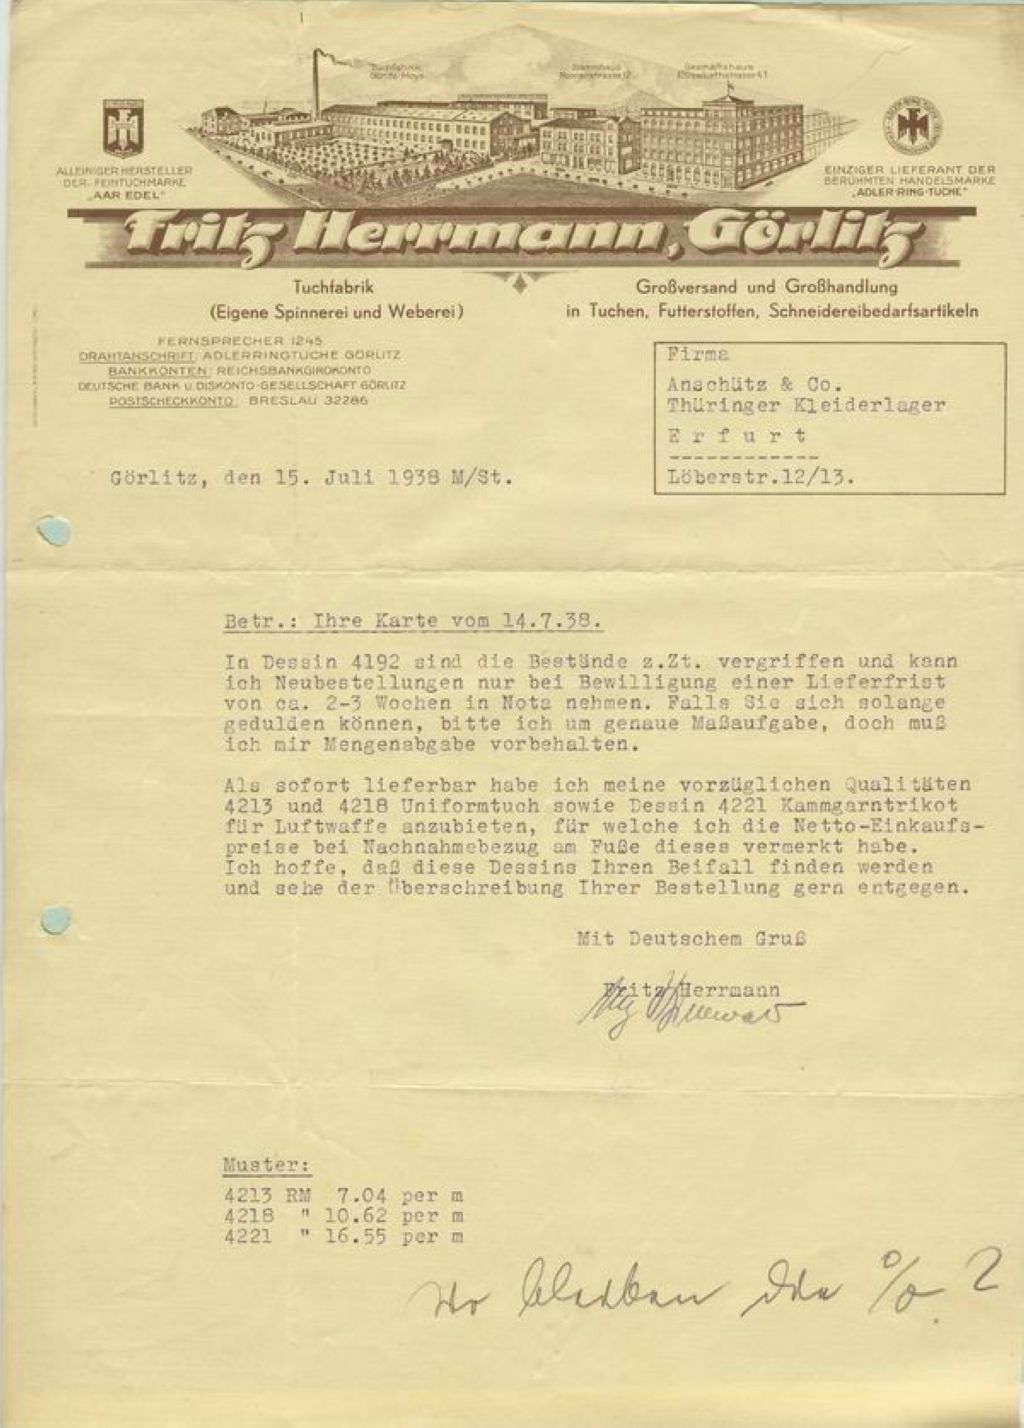 Tuchfabrik
Görlitz-Moys
Stammhaus
Geschäftshaus
ALLEINIGER HERSTELLER
DER FEINTUCHMARKE
„AAR EDEL“
EINZIGER LIEFERANT DER
BERÜHMTEN HANDELSMARKE
„ADLER-RING-TUCHE“
Fritz Herrmann, Görlitz
Tuchfabrik
(Eigene Spinnerei und Weberei)
Großversand und Großhandlung
in Tuchen, Futterstoffen, Schneidereibedarfsartikeln
FERNSPRECHER 1245
DRAHTANSCHRIFT: ADLERRINGTUCHE GÖRLITZ
BANKKONTEN: REICHSBANKGIROKONTO
DEUTSCHE BANK U. DISKONTO-GESELLSCHAFT GÖRLITZ
POSTSCHECKKONTO: BRESLAU 32286
Firma
Anschütz & Co.
Thüringer Kleiderlager
E r f u r t
Löberstr.12/13.
Görlitz, den 15. Juli 1938 M/St.
Betr.: Ihre Karte vom 14.7.38.
In Dessin 4192 sind die Bestände z.Zt. vergriffen und kann
ich Neubestellungen nur bei Bewilligung einer Lieferfrist
von ca. 2-3 Wochen in Nota nehmen. Falls Sie sich solange
gedulden können, bitte ich um genaue Maßaufgabe, doch muß
ich mir Mengenabgabe vorbehalten.
Als sofort lieferbar habe ich meine vorzüglichen Qualitäten
4213 und 4218 Uniformtuch sowie Dessin 4221 Kammgarntrikot
für Luftwaffe anzubieten, für welche ich die Netto-Einkaufs-
preise bei Nachnahmebezug am Fuße dieses vermerkt habe.
Ich hoffe, daß diese Dessins Ihren Beifall finden werden
und sehe der Überschreibung Ihrer Bestellung gern entgegen.
Mit Deutschem Gruß
Fritz Herrmann
Muster:
4213 RM 7.04 per m
4218 " 10.62 per m
4221 " 16.55 per m
Wo bleiben die % ?